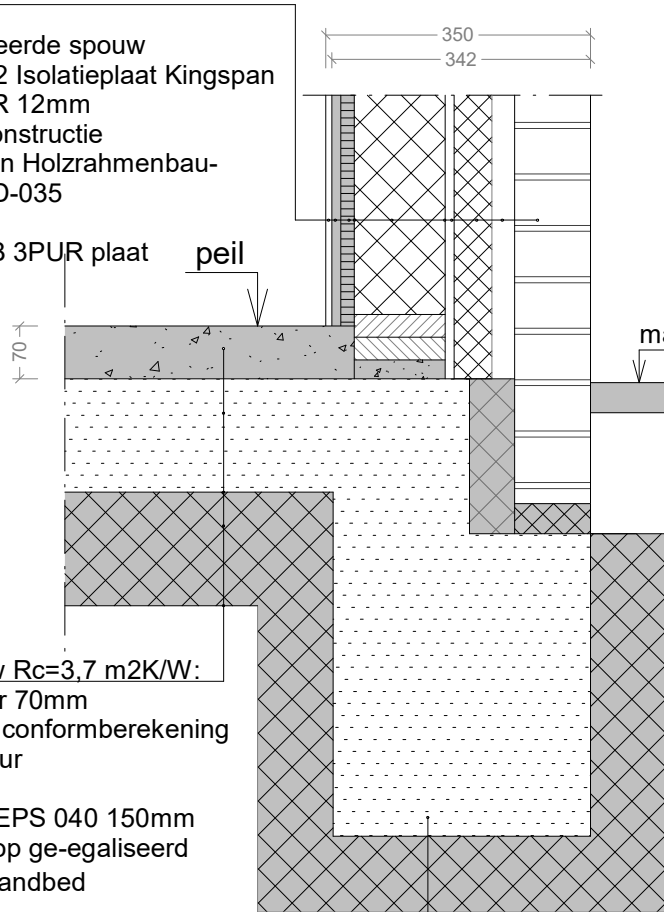 eerde spouw
2 Isolatieplaat Kingspan
R 12mm
onstructie
n Holzrahmenbau-
O-035
3 3PUR plaat
350
342
peil
70
ma
w Rc=3,7 m2K/W:
r 70mm
conformberekening
ur
EPS 040 150mm
op ge-egaliseerd
andbed